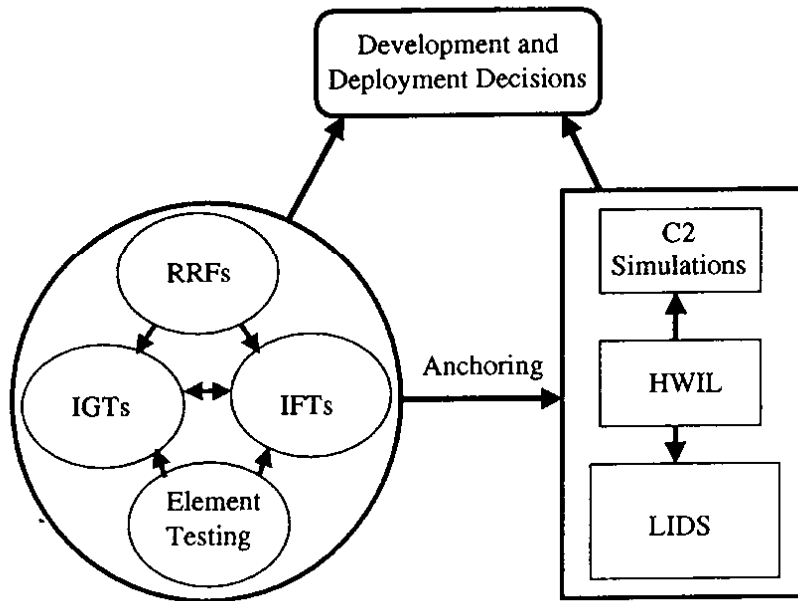 Development and
Deployment Decisions
RRFs
IGTs
IFTs
Element
Testing
Anchoring
C2
Simulations
HWIL
LIDS